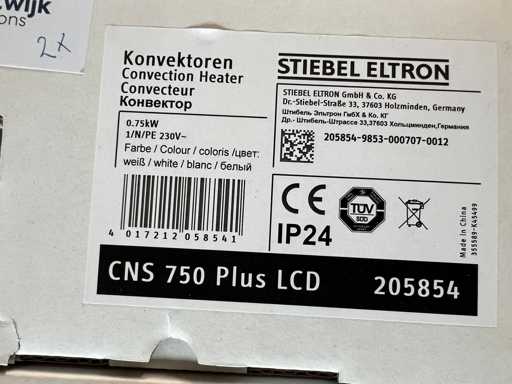 wijk
ons
2x
Konvektoren
Convection Heater
Convecteur
Конвектор
0.75kW
1/N/PE 230V~
Farbe / Colour / coloris /цвет:
weiß / white / blanc / белый
4 017212 058541
STIEBEL ELTRON
STIEBEL ELTRON GmbH & Co. KG
Dr.-Stiebel-Straße 33, 37603 Holzminden, Germany
Штибель Эльтрон ГмбХ & Ко. КГ
Др.- Штибель-Штрассе 33,37603 Хольцминден,Германия
205854-9853-000707-0012
CE
TÜV
SÜD
IP24
Made in China
355589-K45499
CNS 750 Plus LCD 205854